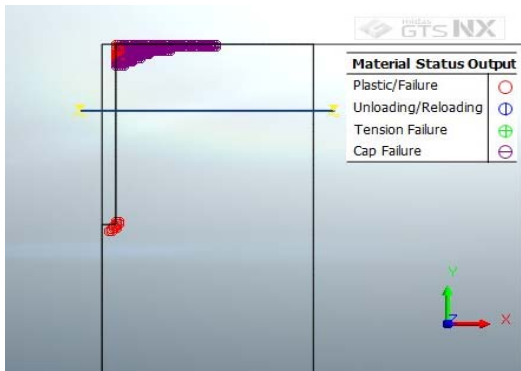 midas
GTS NX
Material Status Output
Plastic/Failure
Unloading/Reloading
Tension Failure
Cap Failure
Y
Z
X